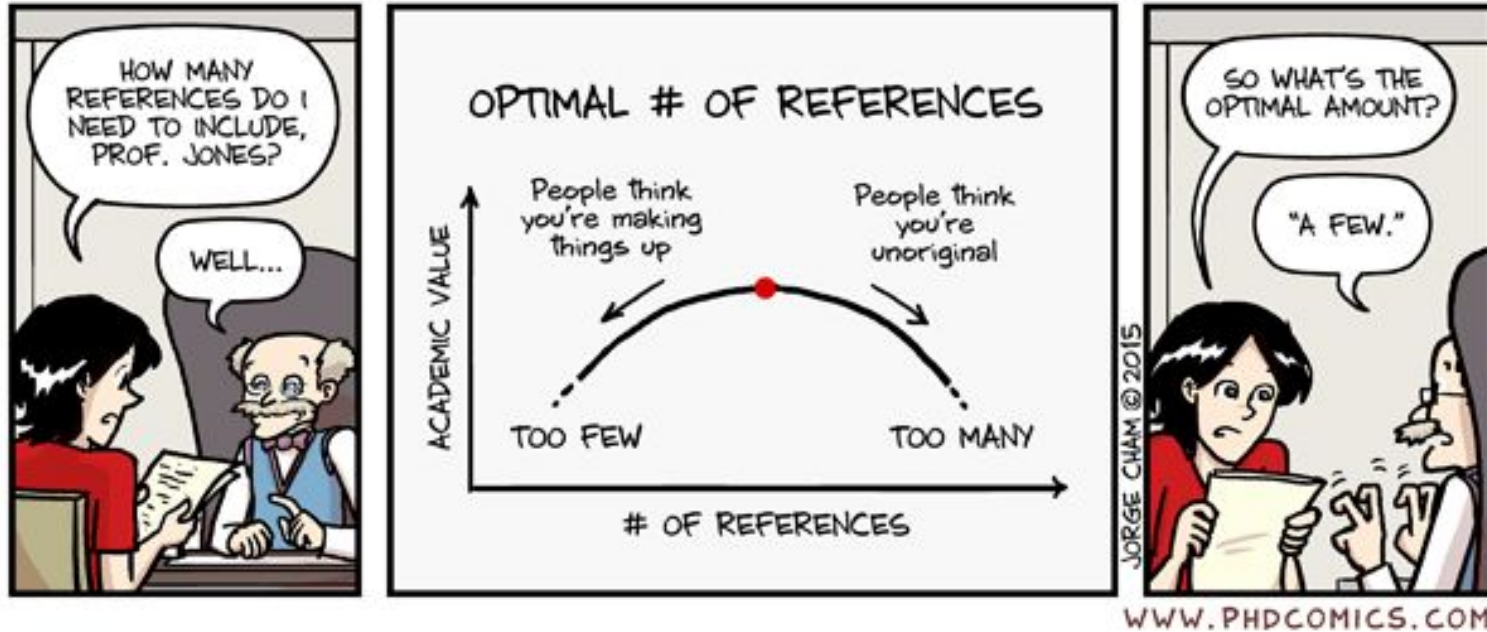 HOW MANY
REFERENCES DO I
NEED TO INCLUDE,
PROF. JONES?
WELL...
OPTIMAL # OF REFERENCES
People think
you're making
things up
People think
you're
unoriginal
ACADEMIC VALUE
TOO FEW
TOO MANY
# OF REFERENCES
JORGE CHAM © 2015
SO WHAT'S THE
OPTIMAL AMOUNT?
"A FEW."
WWW.PHDCOMICS.COM